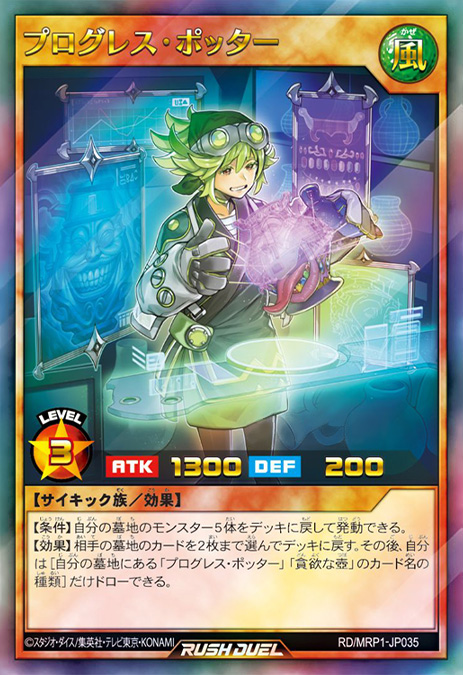 プログレス・ポッター
かぜ
風
LEVEL
3
ATK 1300 DEF 200
【サイキック族／効果】
【条件】自分の墓地のモンスター5体をデッキに戻して発動できる。
【効果】相手の墓地のカードを2枚まで選んでデッキに戻す。その後、自分
は［自分の墓地にある「プログレス・ポッター」「貪欲な壺」のカード名の
種類］だけドローできる。
©スタジオ・ダイス/集英社・テレビ東京・KONAMI
RUSH DUEL
RD/MRP1-JP035